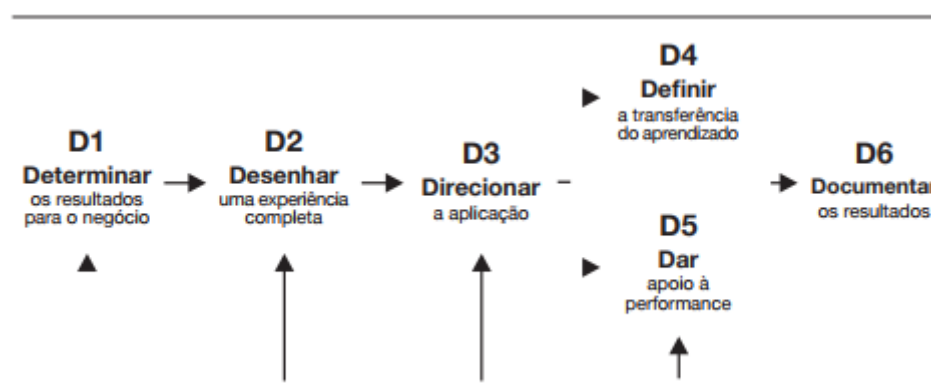 D1
Determinar
os resultados
para o negócio
D2
Desenhar
uma experiência
completa
D3
Direcionar
a aplicação
D4
Definir
a transferência
do aprendizado
D5
Dar
apoio à
performance
D6
Documentar
os resultados